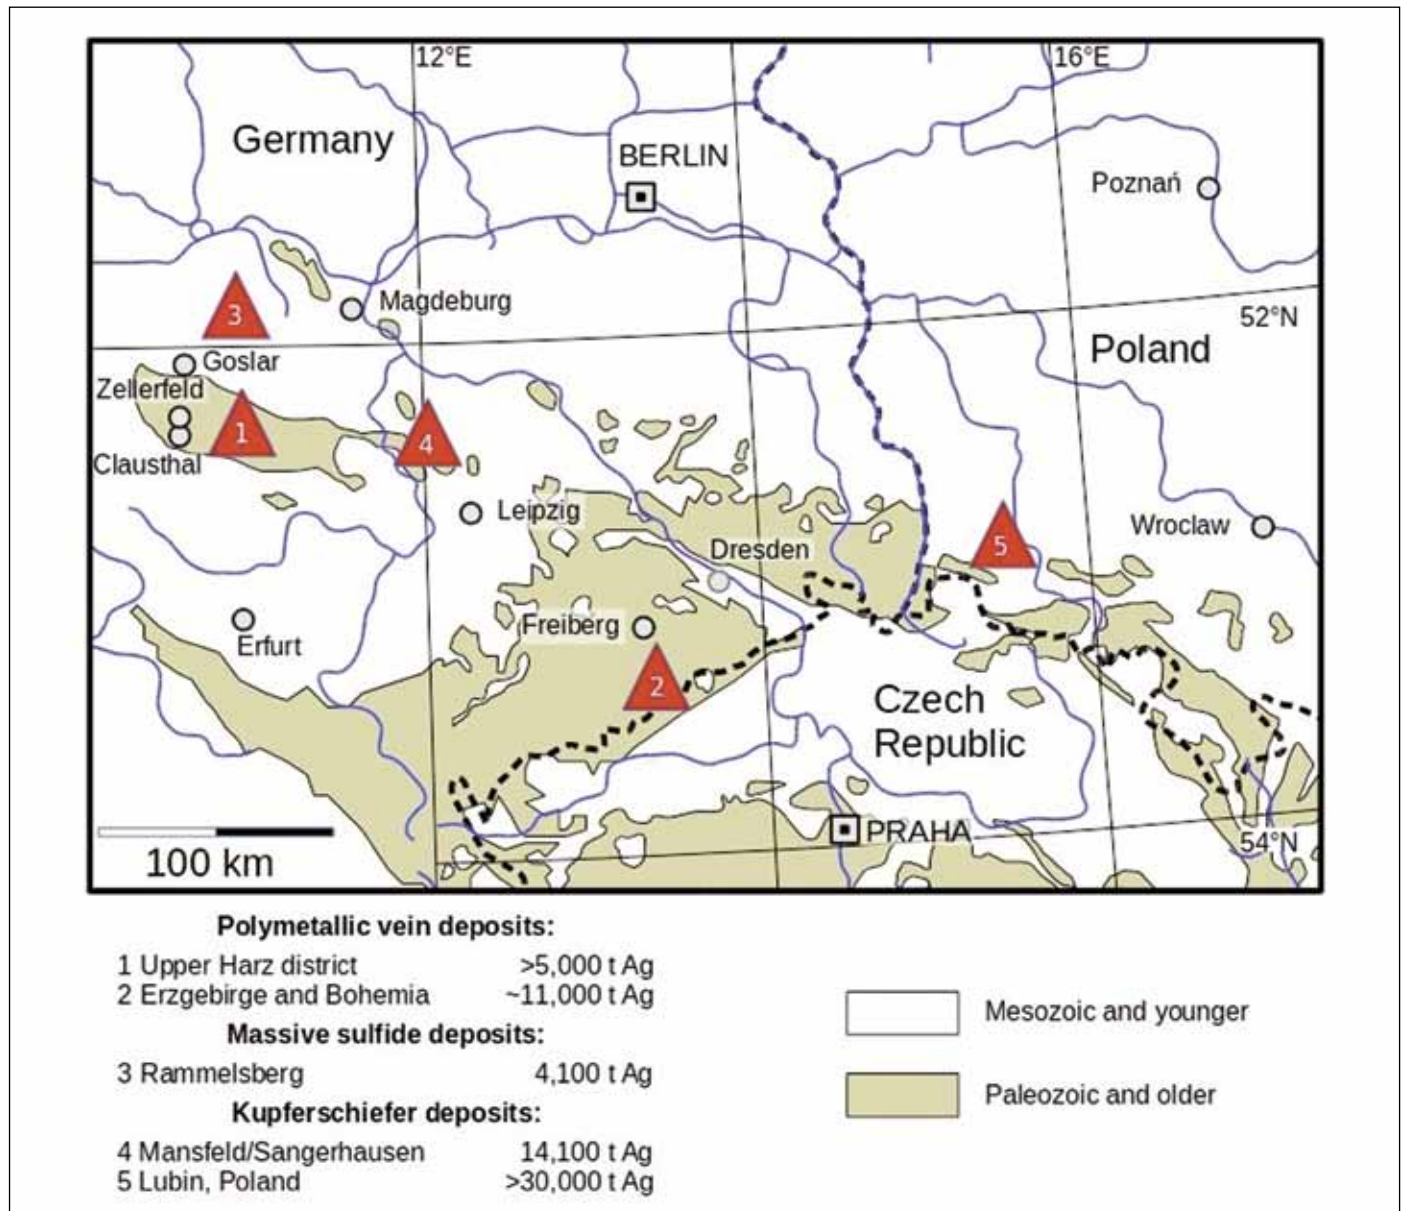 12°E
16°E
Germany
BERLIN
Poznań
3
Magdeburg
52°N
Poland
Goslar
Zellerfeld
1
4
Clausthal
Leipzig
Wroclaw
5
Dresden
Freiberg
Erfurt
2
Czech
Republic
PRAHA
54°N
100 km
Polymetallic vein deposits:
1 Upper Harz district >5,000 t Ag
2 Erzgebirge and Bohemia ~11,000 t Ag
Massive sulfide deposits:
3 Rammelsberg 4,100 t Ag
Kupferschiefer deposits:
4 Mansfeld/Sangerhausen 14,100 t Ag
5 Lubin, Poland >30,000 t Ag
Mesozoic and younger
Paleozoic and older